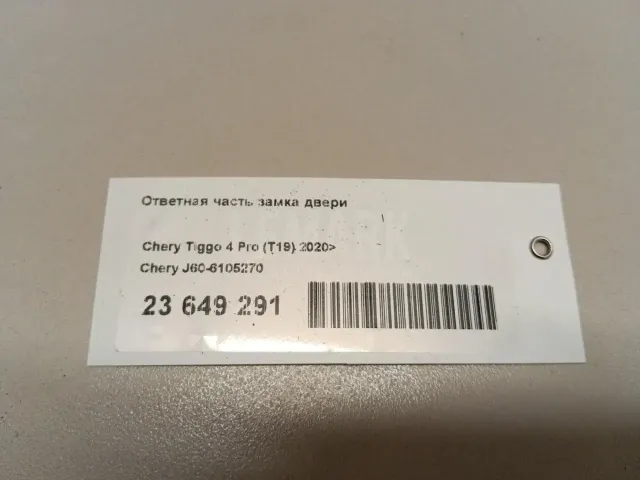 Ответная часть замка двери
Chery Tiggo 4 Pro (T19) 2020>
Chery J60-6105270
23 649 291